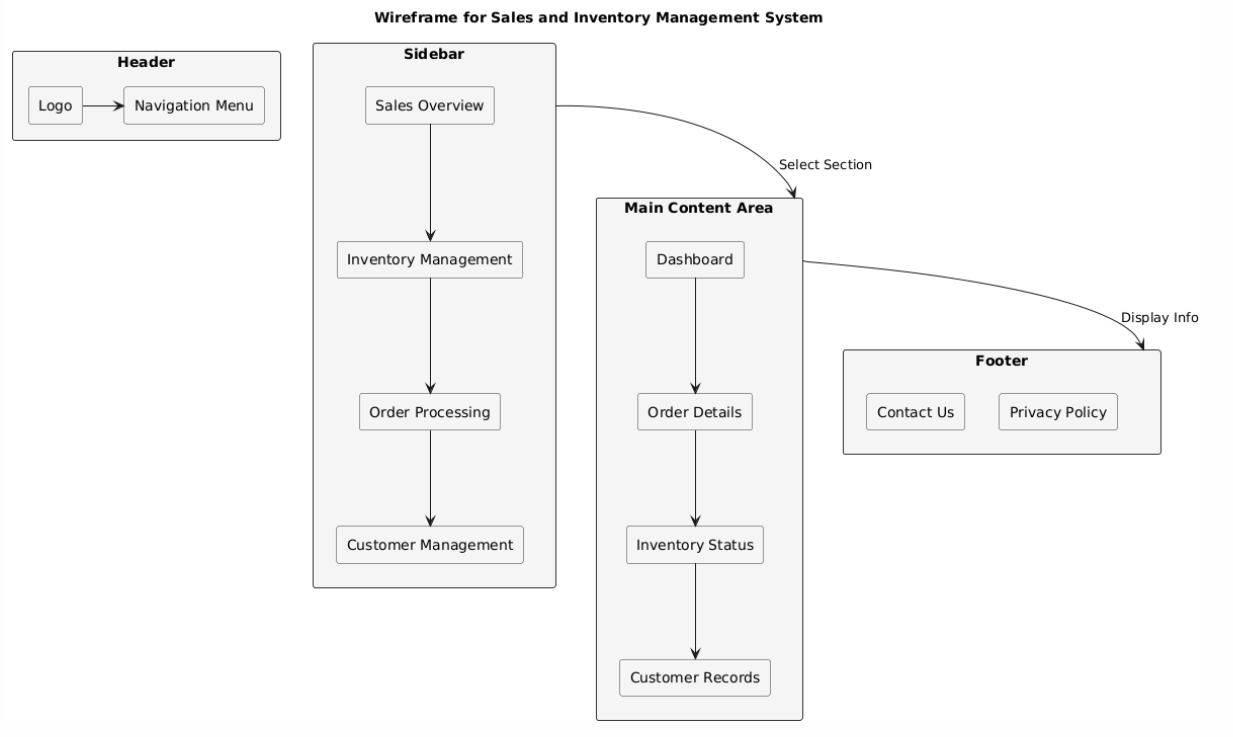 Wireframe for Sales and Inventory Management System
Header
Logo
Navigation Menu
Sidebar
Sales Overview
Inventory Management
Order Processing
Customer Management
Select Section
Main Content Area
Dashboard
Order Details
Inventory Status
Customer Records
Display Info
Footer
Contact Us
Privacy Policy